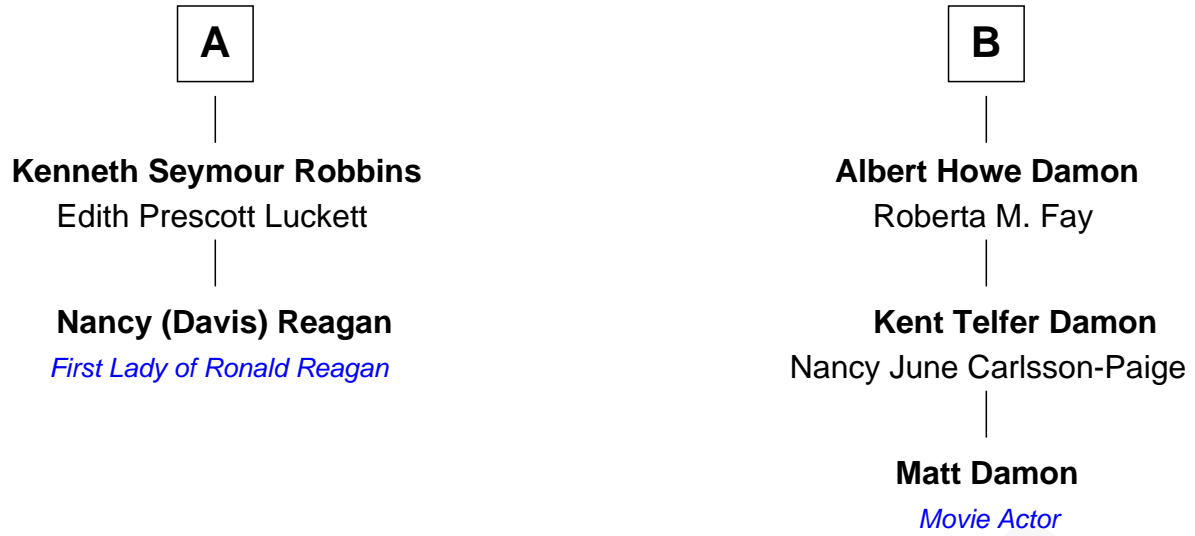 A
B
Kenneth Seymour Robbins
Edith Prescott Luckett
Albert Howe Damon
Roberta M. Fay
Nancy (Davis) Reagan
First Lady of Ronald Reagan
Kent Telfer Damon
Nancy June Carlsson-Paige
Matt Damon
Movie Actor